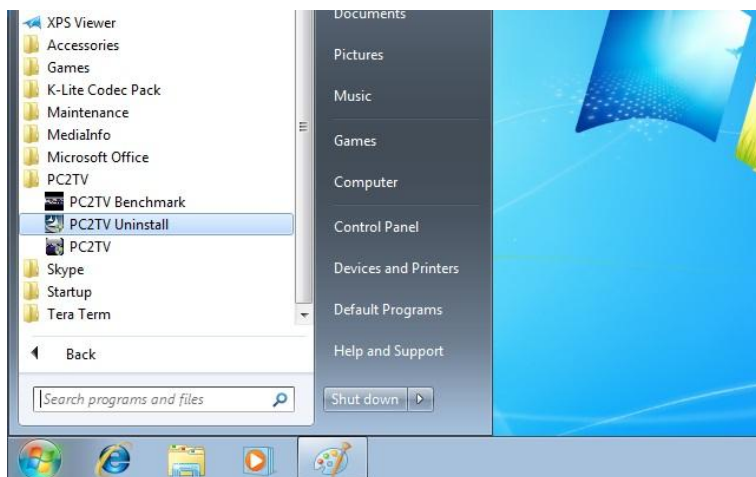 XPS Viewer
Accessories
Games
K-Lite Codec Pack
Maintenance
MediaInfo
Microsoft Office
PC2TV
PC2TV Benchmark
PC2TV Uninstall
PC2TV
Skype
Startup
Tera Term
Back
Search programs and files
Documents
Pictures
Music
Games
Computer
Control Panel
Devices and Printers
Default Programs
Help and Support
Shut down